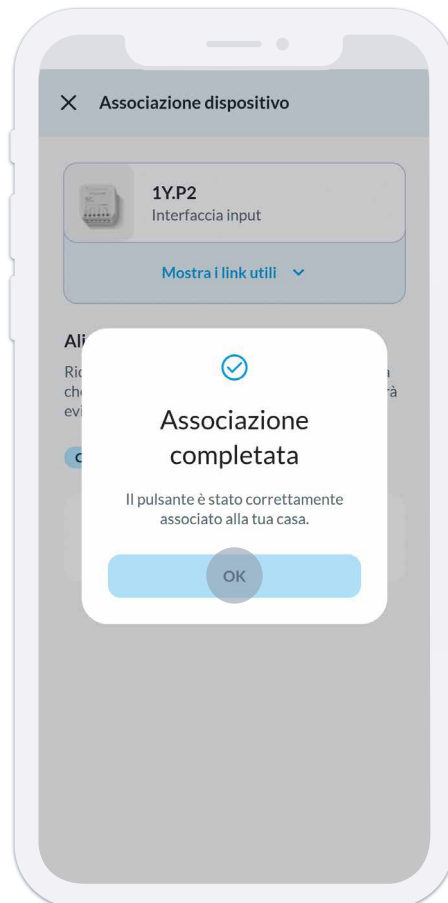 Associazione dispositivo
1Y.P2
Interfaccia input
Mostra i link utili
Associazione
completata
Il pulsante è stato correttamente
associato alla tua casa.
OK